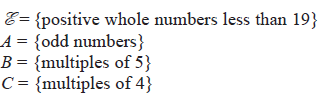 ℰ = {positive whole numbers less than 19}
A = {odd numbers}
B = {multiples of 5}
C = {multiples of 4}